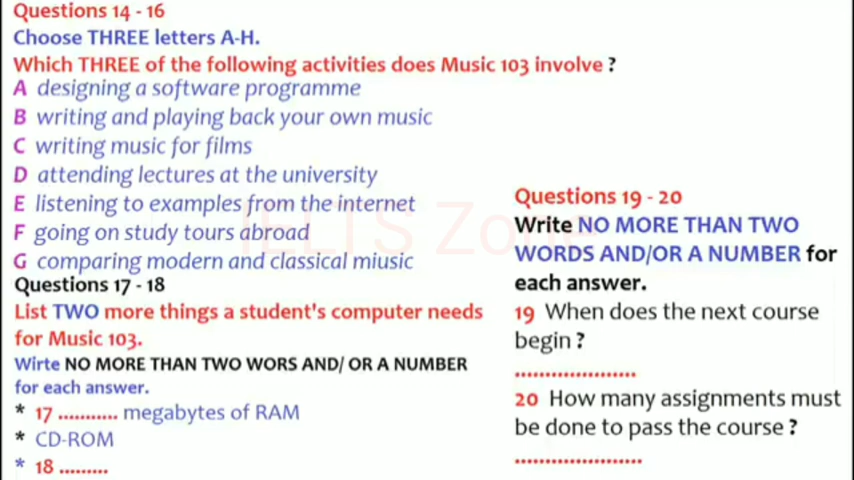 Questions 14 - 16
Choose THREE letters A-H.
Which THREE of the following activities does Music 103 involve ?
A designing a software programme
B writing and playing back your own music
C writing music for films
D attending lectures at the university
E listening to examples from the internet
F going on study tours abroad
G comparing modern and classical miusic
Questions 17 - 18
List TWO more things a student's computer needs
for Music 103.
Wirte NO MORE THAN TWO WORS AND/ OR A NUMBER
for each answer.
* 17 ........... megabytes of RAM
* CD-ROM
* 18 .........
IELTS Zone
Questions 19 - 20
Write NO MORE THAN TWO
WORDS AND/OR A NUMBER for
each answer.
19 When does the next course
begin ?
....................
20 How many assignments must
be done to pass the course ?
.....................